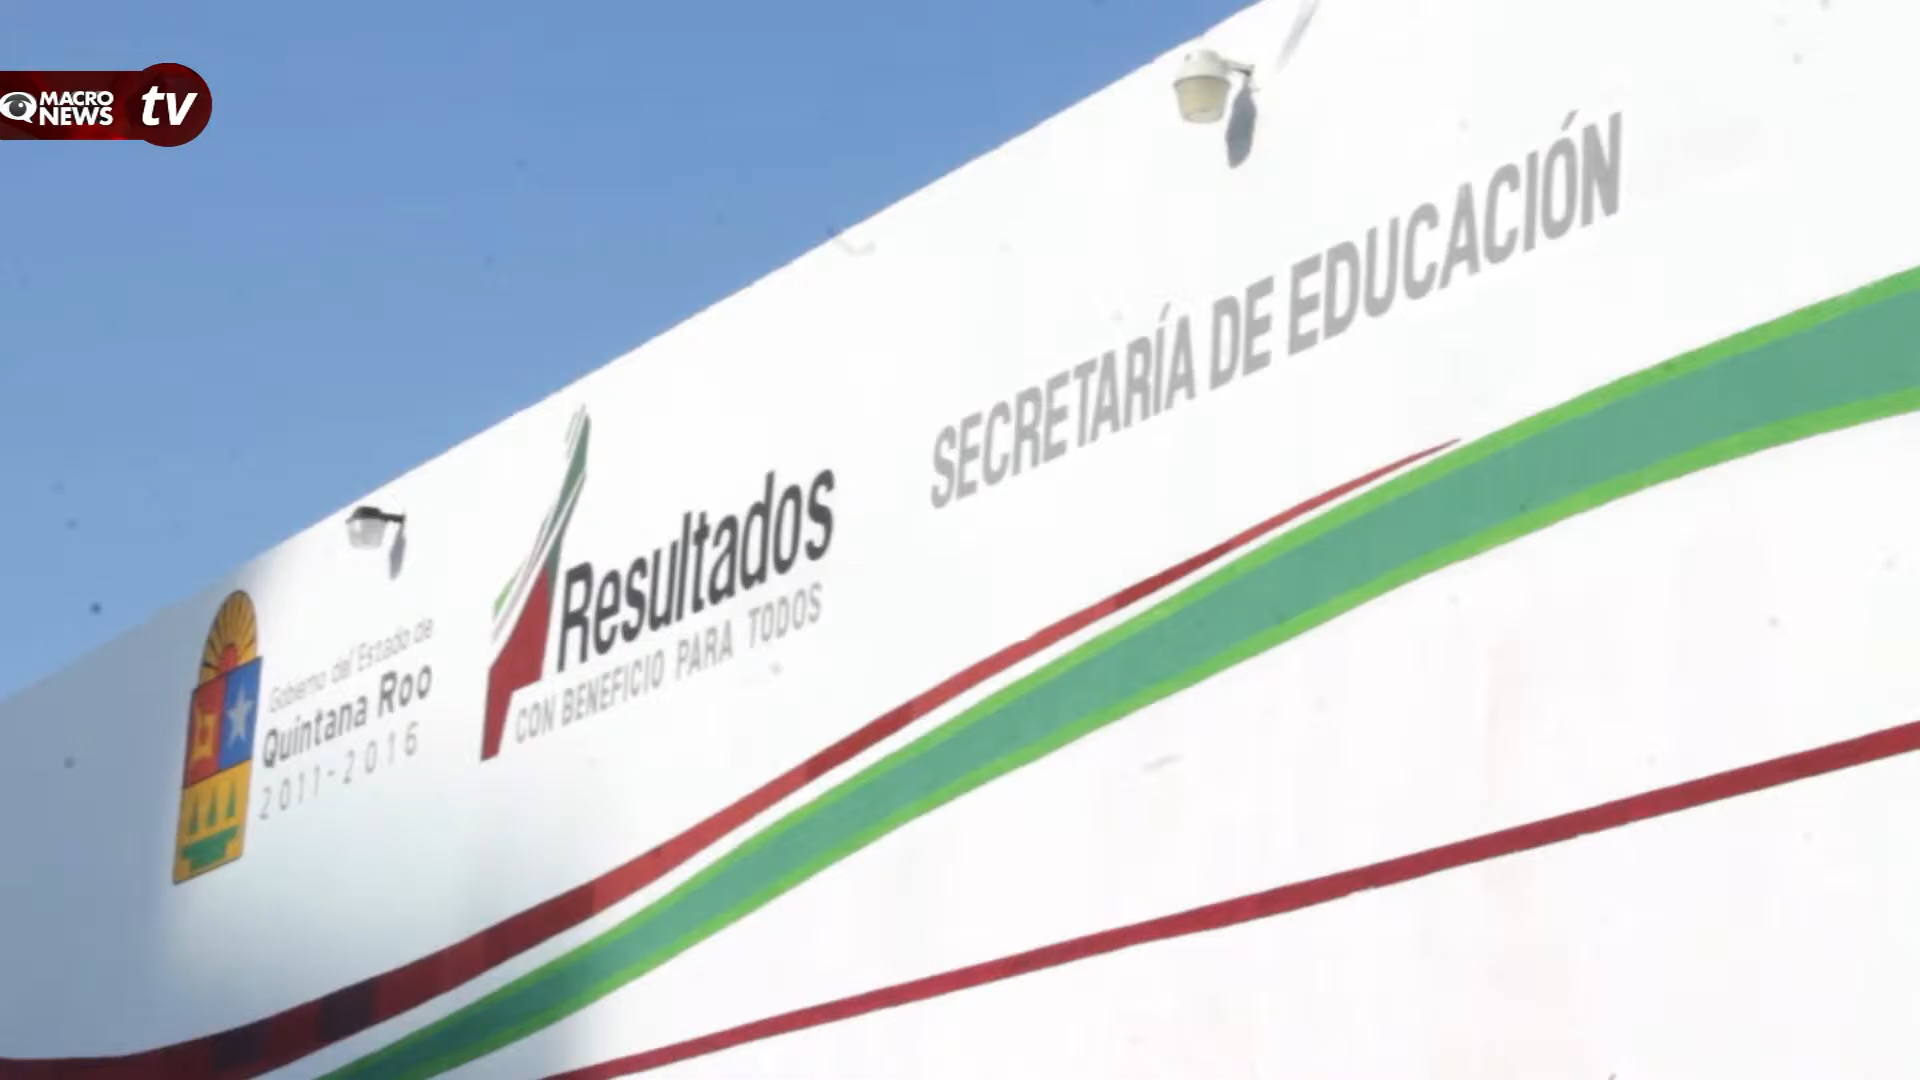 MACRO
NEWS
tv
Gobierno del Estado de
Quintana Roo
2011-2016
Resultados
CON BENEFICIO PARA TODOS
SECRETARÍA DE EDUCACIÓN